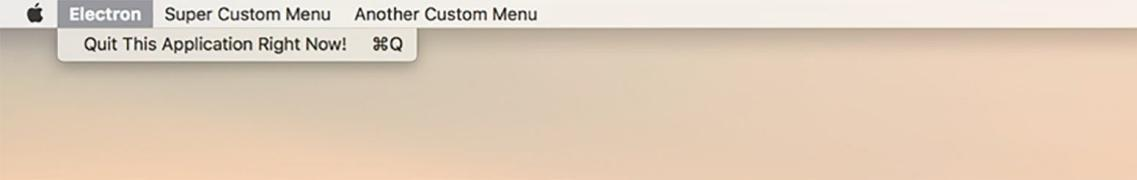 Electron Super Custom Menu Another Custom Menu
Quit This Application Right Now! ⌘Q